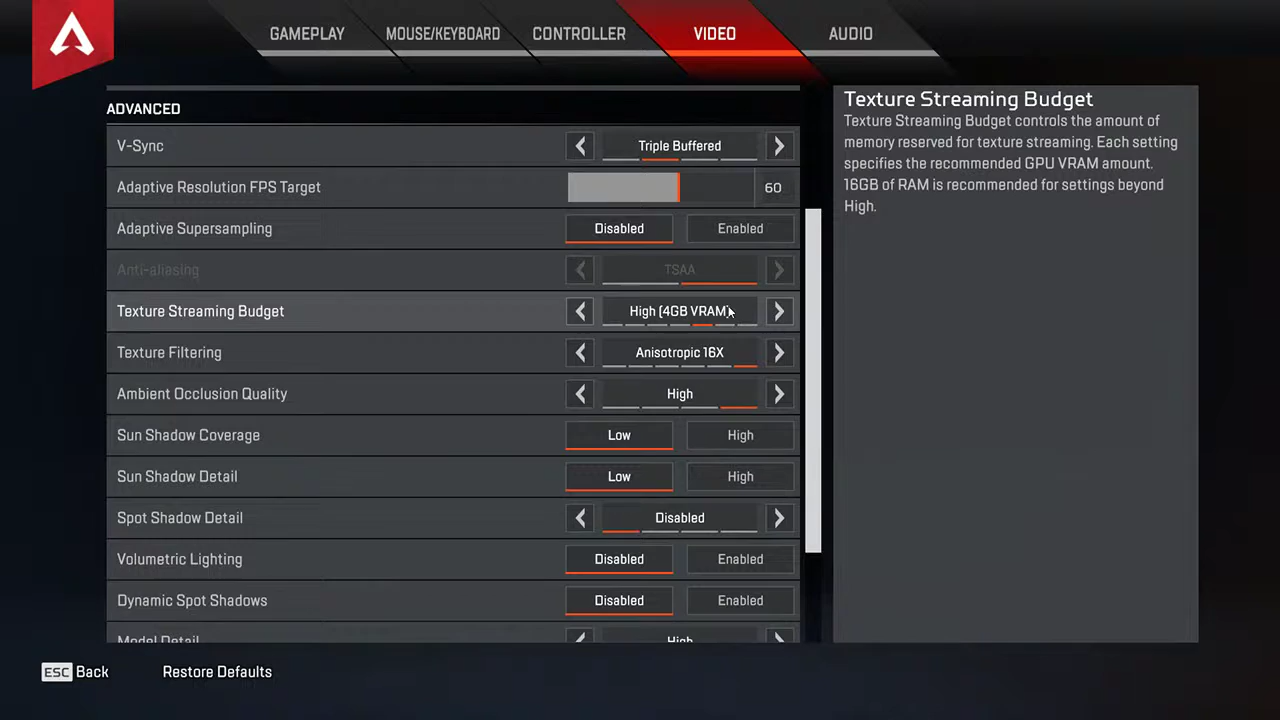 GAMEPLAY
MOUSE/KEYBOARD
CONTROLLER
VIDEO
AUDIO
ADVANCED
V-Sync
Triple Buffered
Adaptive Resolution FPS Target
60
Adaptive Supersampling
Disabled
Enabled
Anti-aliasing
TSAA
Texture Streaming Budget
High (4GB VRAM)
Texture Filtering
Anisotropic 16X
Ambient Occlusion Quality
High
Sun Shadow Coverage
Low
High
Sun Shadow Detail
Low
High
Spot Shadow Detail
Disabled
Volumetric Lighting
Disabled
Enabled
Dynamic Spot Shadows
Disabled
Enabled
Model Detail
High
Texture Streaming Budget
Texture Streaming Budget controls the amount of
memory reserved for texture streaming. Each setting
specifies the recommended GPU VRAM amount.
16GB of RAM is recommended for settings beyond
High.
ESC Back
Restore Defaults